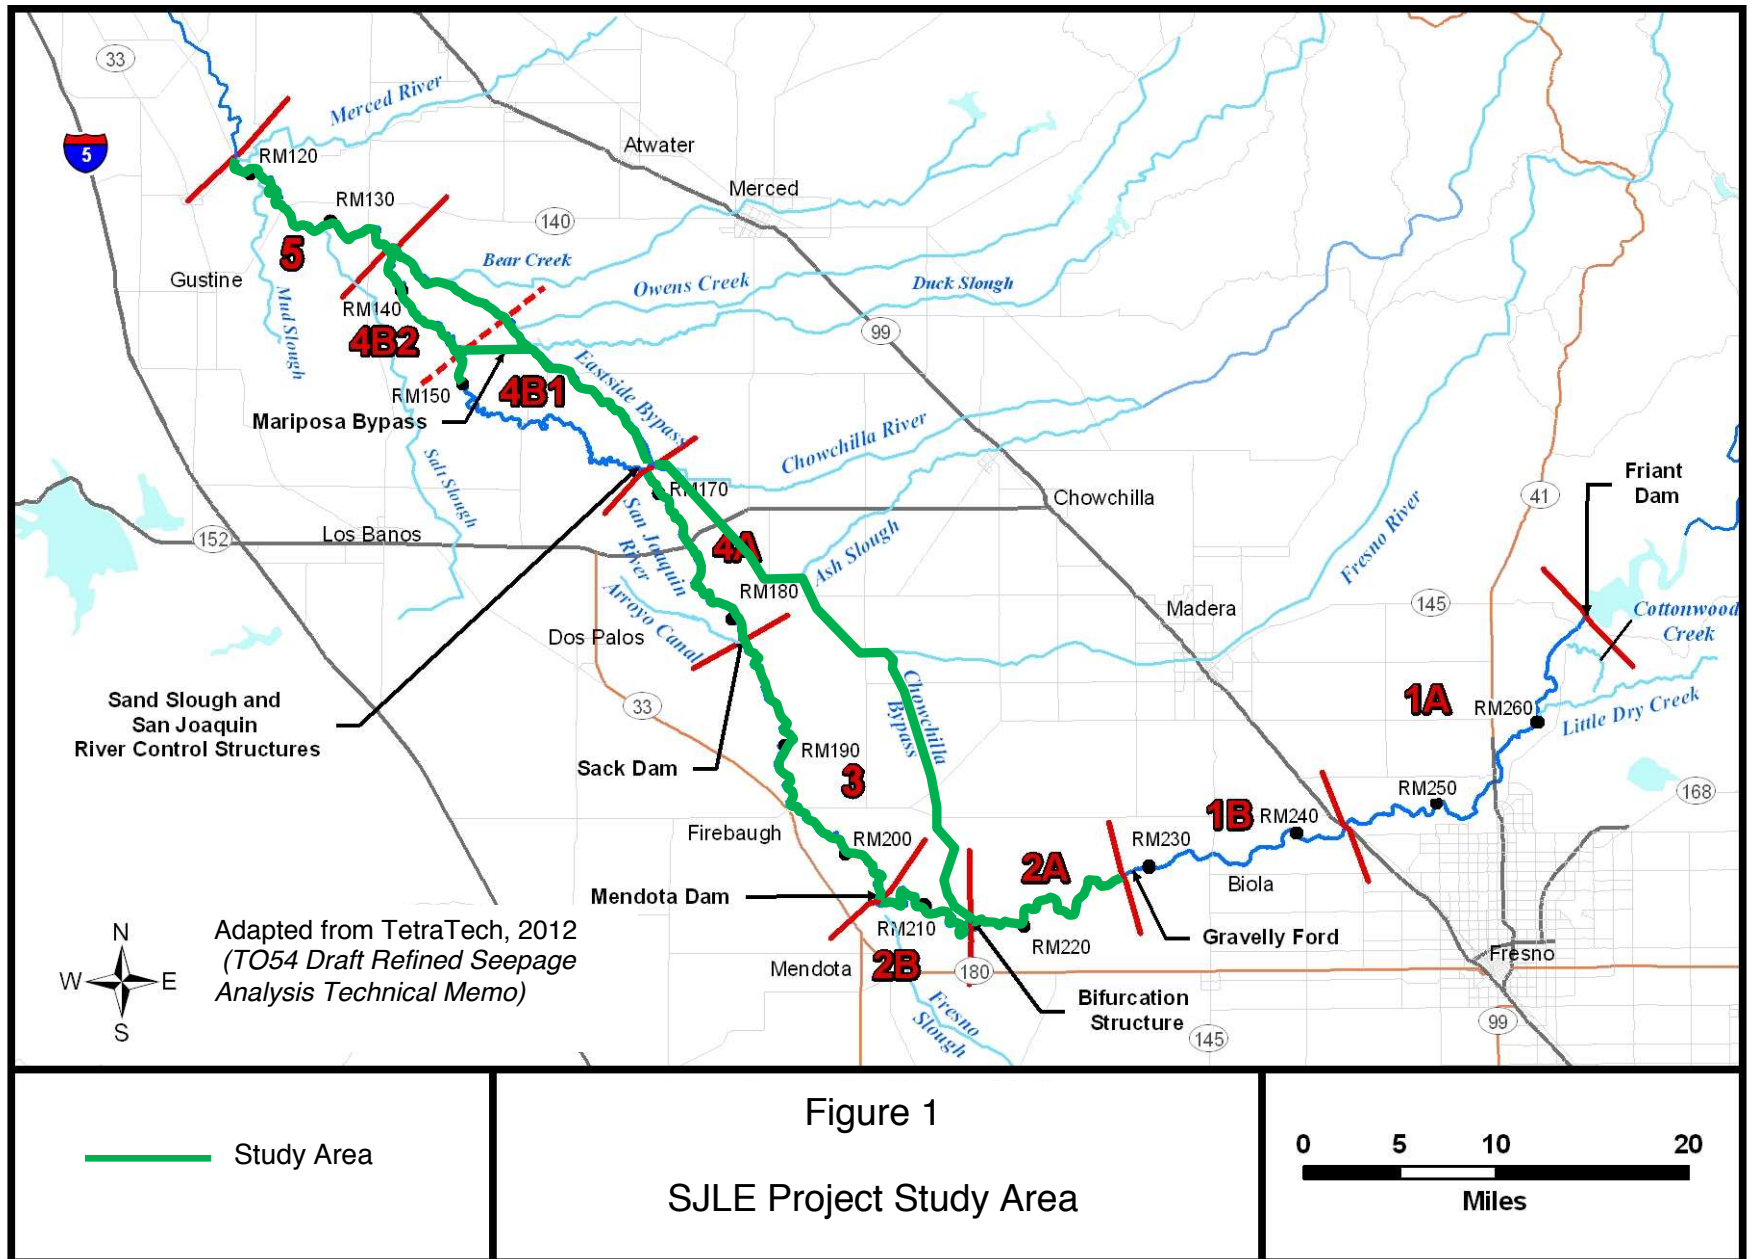 33
Merced River
5
RM120
Atwater
Merced
RM130
140
5
Bear Creek
Gustine
Owens Creek
Duck Slough
Mud Slough
RM140
4B2
99
Eastside Bypass
RM150
4B1
Mariposa Bypass
Chowchilla River
Salt Slough
Friant
Dam
RM170
Chowchilla
41
San Joaquin
River
152
Los Banos
4A
Ash Slough
Fresno River
RM180
Arroyo Canal
Madera
145
Cottonwood
Creek
Dos Palos
Chowchilla
Bypass
Sand Slough and
San Joaquin
River Control Structures
33
1A
RM260
Little Dry Creek
RM190
Sack Dam
3
RM250
168
Firebaugh
RM200
1B
RM240
RM230
2A
Biola
Mendota Dam
RM210
RM220
Gravelly Ford
Fresno
Mendota
2B
180
Bifurcation
Structure
Fresno
Slough
99
145
N
W
E
S
Adapted from TetraTech, 2012
(TO54 Draft Refined Seepage
Analysis Technical Memo)
Study Area
Figure 1
SJLE Project Study Area
0 5 10 20
Miles